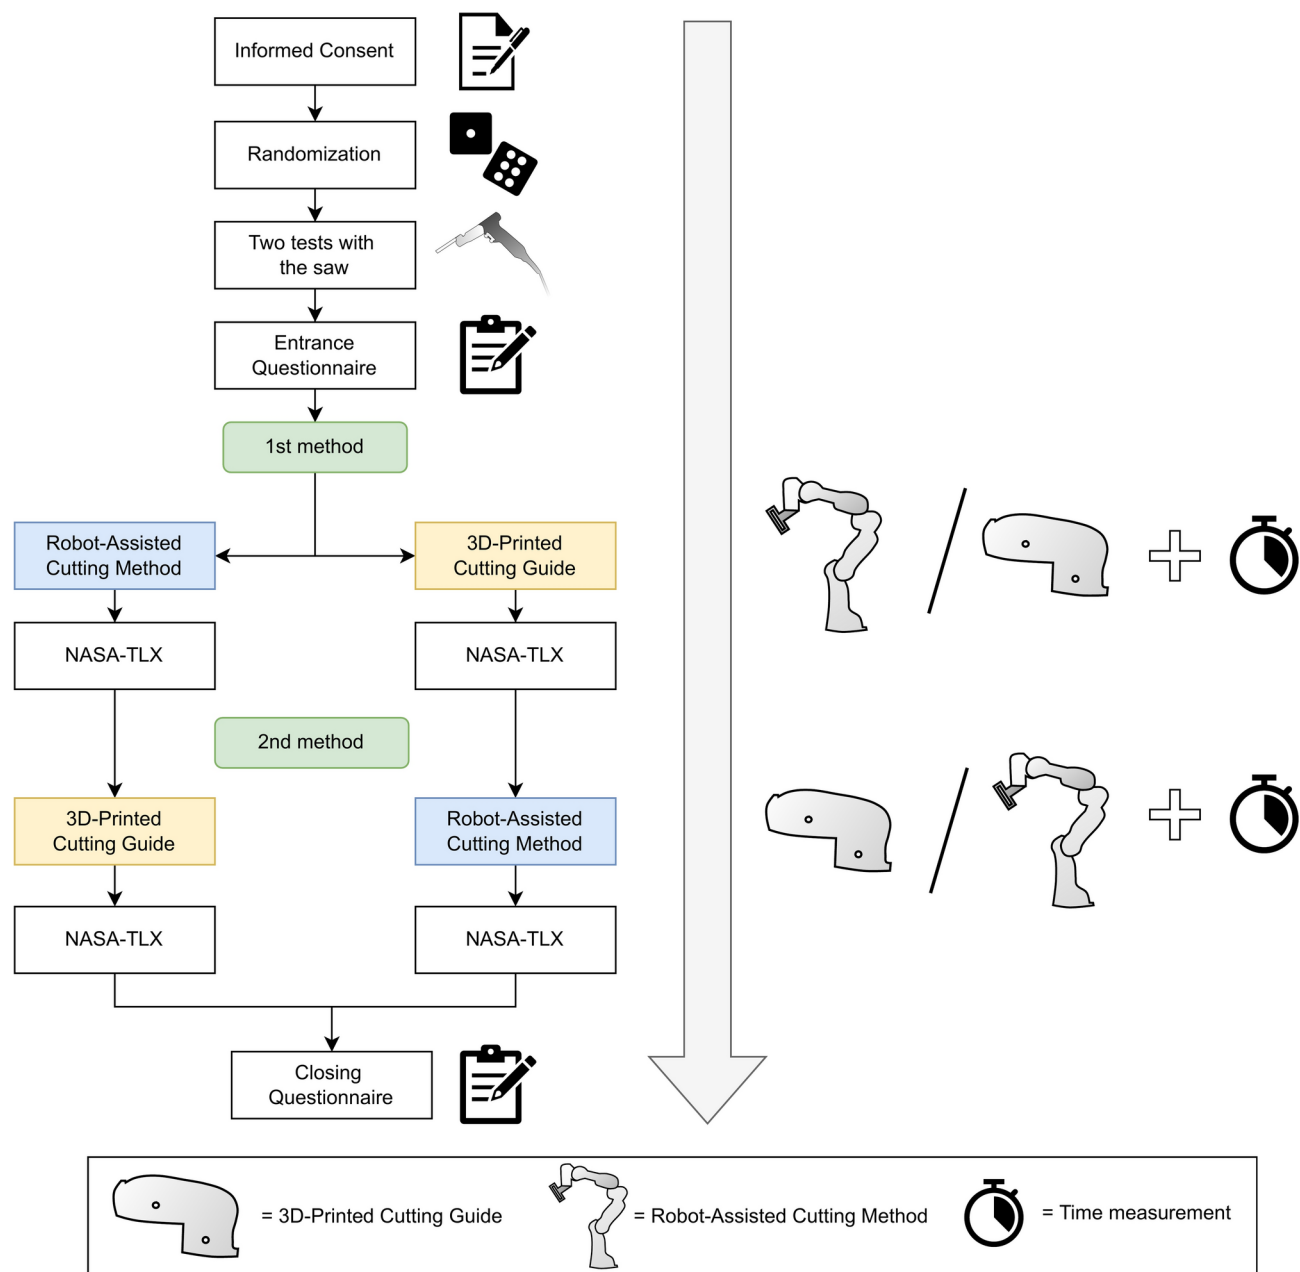 Informed Consent
Randomization
Two tests with
the saw
Entrance
Questionnaire
1st method
Robot-Assisted
Cutting Method
3D-Printed
Cutting Guide
NASA-TLX
NASA-TLX
2nd method
3D-Printed
Cutting Guide
Robot-Assisted
Cutting Method
NASA-TLX
NASA-TLX
Closing
Questionnaire
= 3D-Printed Cutting Guide
= Robot-Assisted Cutting Method
= Time measurement